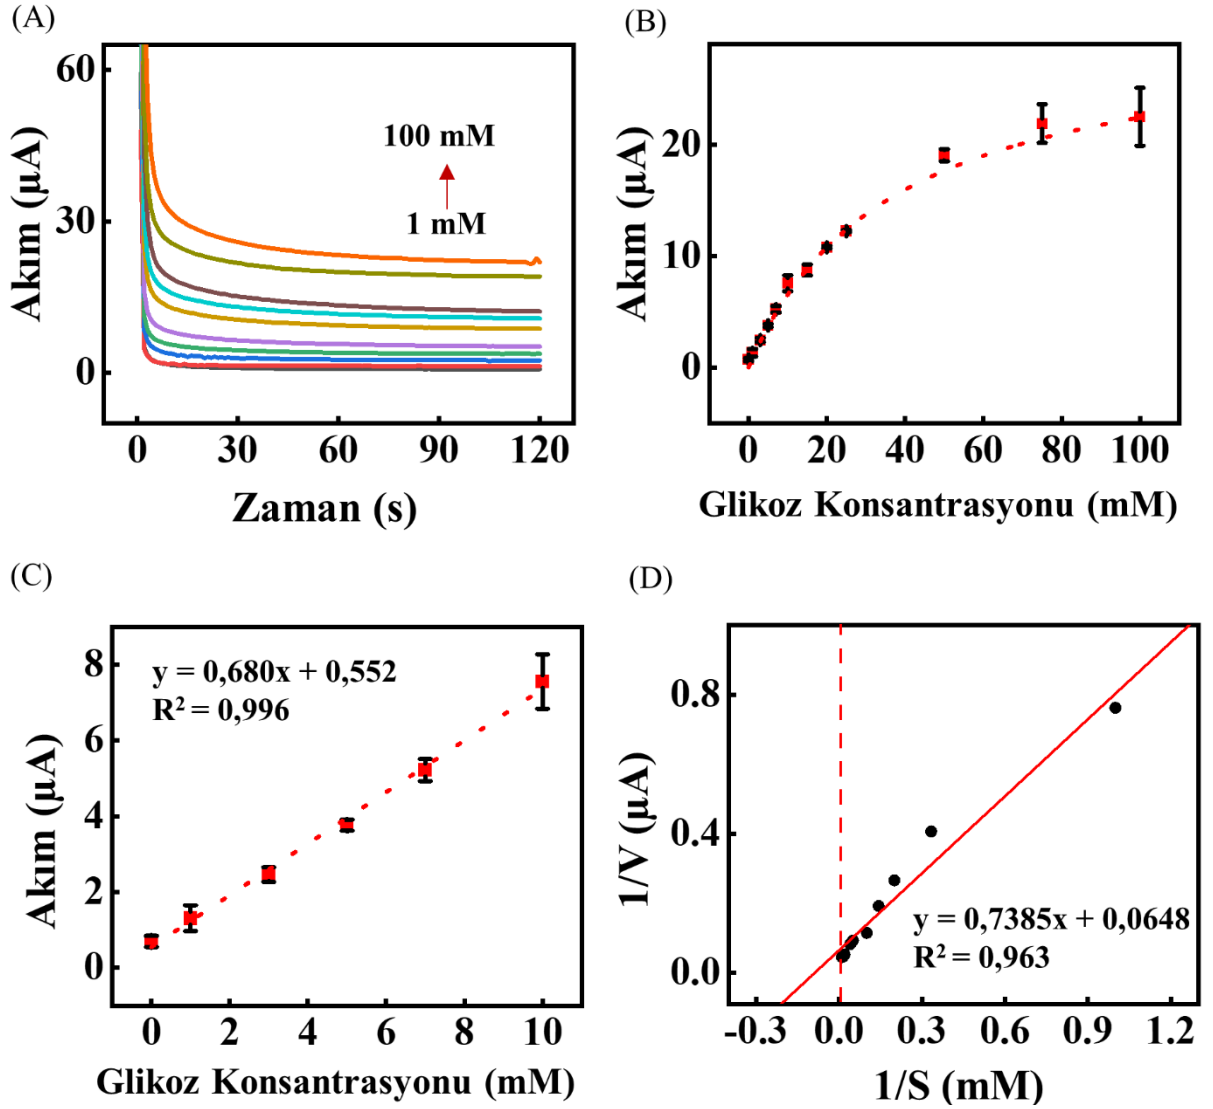 (A)
60
30
0
Akım (µA)
100 mM
1 mM
0 30 60 90 120
Zaman (s)
(B)
20
10
0
Akım (µA)
0 20 40 60 80 100
Glikoz Konsantrasyonu (mM)
(C)
8
6
4
2
0
Akım (µA)
y = 0,680x + 0,552
R² = 0,996
0 2 4 6 8 10
Glikoz Konsantrasyonu (mM)
(D)
0.8
0.4
0.0
1/V (µA)
y = 0,7385x + 0,0648
R² = 0,963
-0.3 0.0 0.3 0.6 0.9 1.2
1/S (mM)